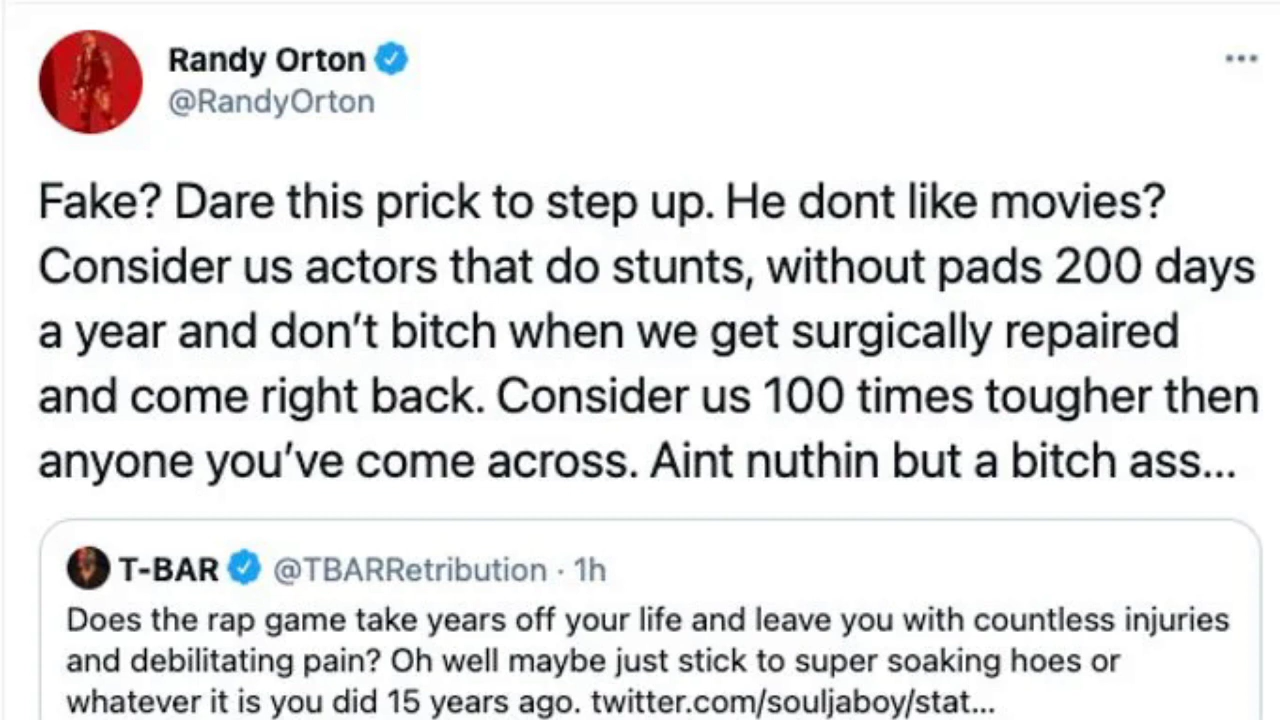 Randy Orton
@RandyOrton
Fake? Dare this prick to step up. He dont like movies?
Consider us actors that do stunts, without pads 200 days
a year and don’t bitch when we get surgically repaired
and come right back. Consider us 100 times tougher then
anyone you’ve come across. Aint nuthin but a bitch ass...
T-BAR @TBARRetribution · 1h
Does the rap game take years off your life and leave you with countless injuries
and debilitating pain? Oh well maybe just stick to super soaking hoes or
whatever it is you did 15 years ago. twitter.com/souljaboy/stat...